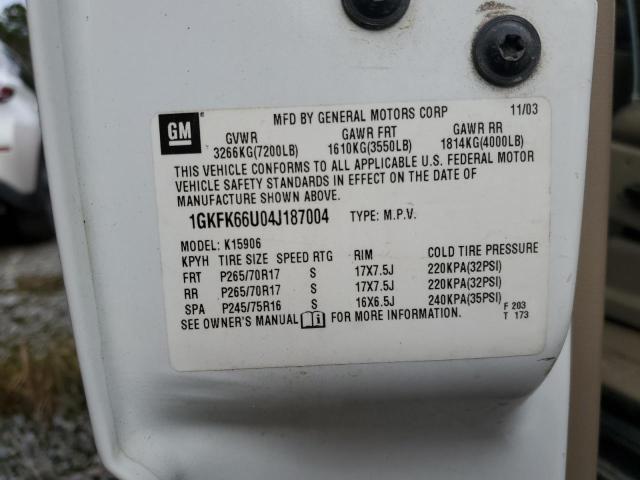 MFD BY GENERAL MOTORS CORP 11/03
GM
GVWR GAWR FRT GAWR RR
3266KG(7200LB) 1610KG(3550LB) 1814KG(4000LB)
THIS VEHICLE CONFORMS TO ALL APPLICABLE U.S. FEDERAL MOTOR
VEHICLE SAFETY STANDARDS IN EFFECT ON THE DATE OF
MANUFACTURE SHOWN ABOVE.
1GKFK66U04J187004 TYPE: M.P.V.
MODEL: K15906
KPYH TIRE SIZE SPEED RTG RIM COLD TIRE PRESSURE
FRT P265/70R17 S 17X7.5J 220KPA(32PSI)
RR P265/70R17 S 17X7.5J 220KPA(32PSI)
SPA P245/75R16 S 16X6.5J 240KPA(35PSI)
SEE OWNER'S MANUAL FOR MORE INFORMATION. F 203
T 173